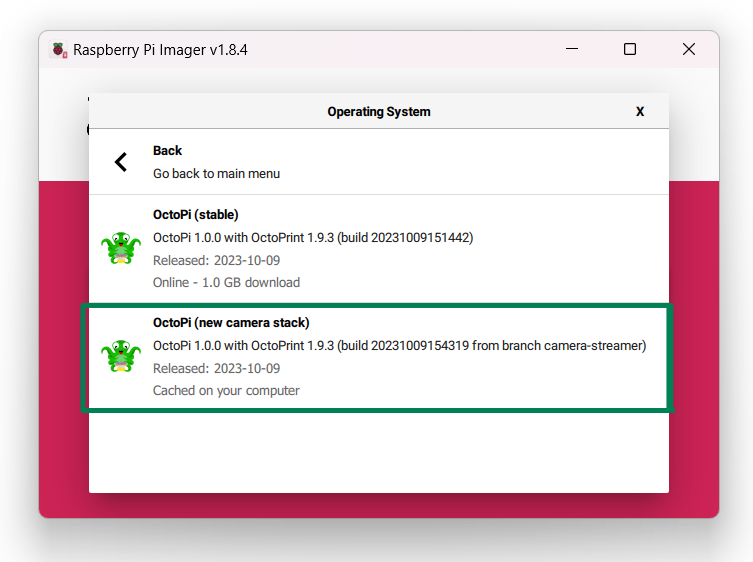 Raspberry Pi Imager v1.8.4
Operating System
X
Back
Go back to main menu
OctoPi (stable)
OctoPi 1.0.0 with OctoPrint 1.9.3 (build 20231009151442)
Released: 2023-10-09
Online - 1.0 GB download
OctoPi (new camera stack)
OctoPi 1.0.0 with OctoPrint 1.9.3 (build 20231009154319 from branch camera-streamer)
Released: 2023-10-09
Cached on your computer